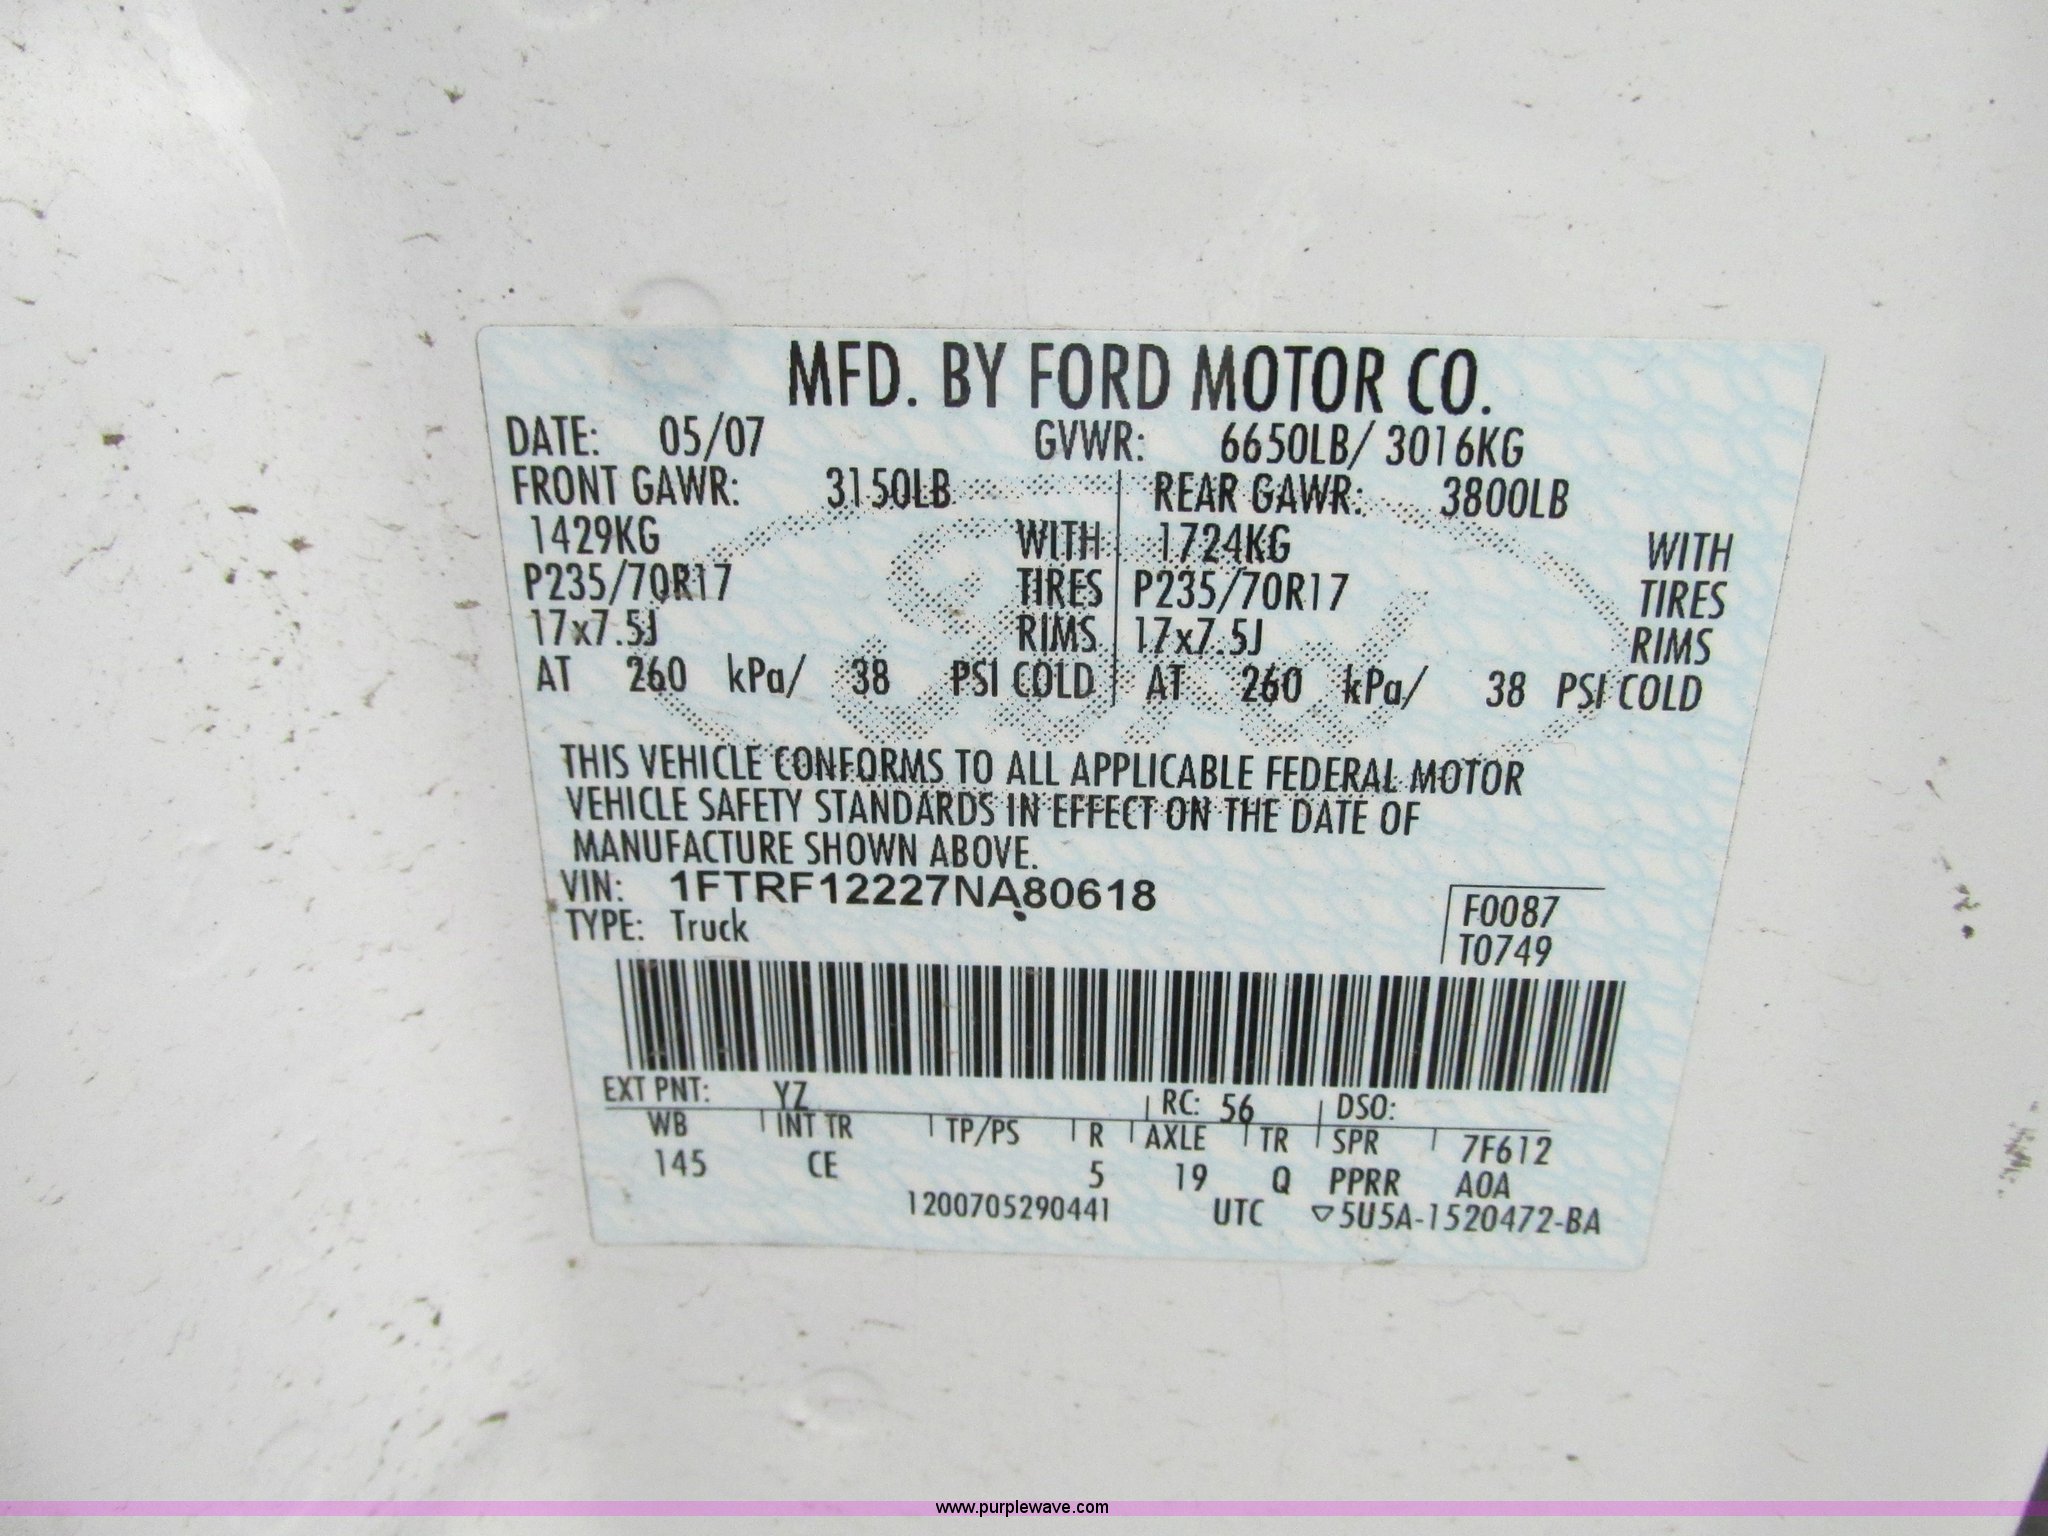 MFD. BY FORD MOTOR CO.
DATE: 05/07 GVWR: 6650LB/ 3016KG
FRONT GAWR: 3150LB REAR GAWR: 3800LB
1429KG WITH 1724KG WITH
P235/70R17 TIRES P235/70R17 TIRES
17x7.5J RIMS 17x7.5J RIMS
AT 260 kPa/ 38 PSI COLD AT 260 kPa/ 38 PSI COLD
THIS VEHICLE CONFORMS TO ALL APPLICABLE FEDERAL MOTOR
VEHICLE SAFETY STANDARDS IN EFFECT ON THE DATE OF
MANUFACTURE SHOWN ABOVE.
VIN: 1FTRF12227NA80618
TYPE: Truck
F0087
T0749
EXT PNT: YZ RC: 56 DSO:
WB INT TR TP/PS R AXLE TR SPR 7F612
145 CE 5 19 Q PPRR A0A
1200705290441 UTC ▽5U5A-1520472-BA
www.purplewave.com